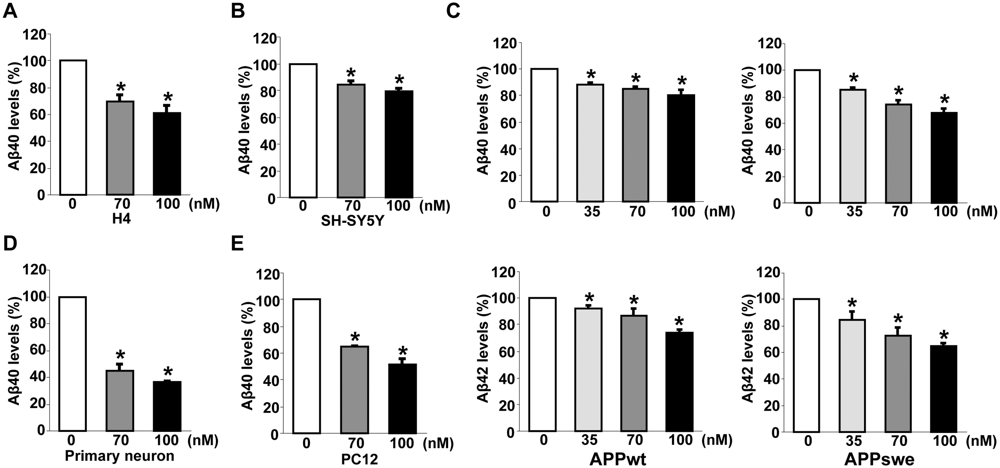 A
Aβ40 levels (%)
120
100
80
60
40
20
0
*
*
0 70 100 (nM)
H4
B
Aβ40 levels (%)
120
100
80
60
40
20
0
*
*
0 70 100 (nM)
SH-SY5Y
C
Aβ40 levels (%)
120
100
80
60
40
20
0
*
*
*
0 35 70 100 (nM)
Aβ40 levels (%)
120
100
80
60
40
20
0
*
*
*
0 35 70 100 (nM)
D
Aβ40 levels (%)
120
100
80
60
40
20
0
*
*
0 70 100 (nM)
Primary neuron
E
Aβ40 levels (%)
120
100
80
60
40
20
0
*
*
0 70 100 (nM)
PC12
Aβ42 levels (%)
120
100
80
60
40
20
0
*
*
*
0 35 70 100 (nM)
APPwt
Aβ42 levels (%)
120
100
80
60
40
20
0
*
*
*
0 35 70 100 (nM)
APPswe